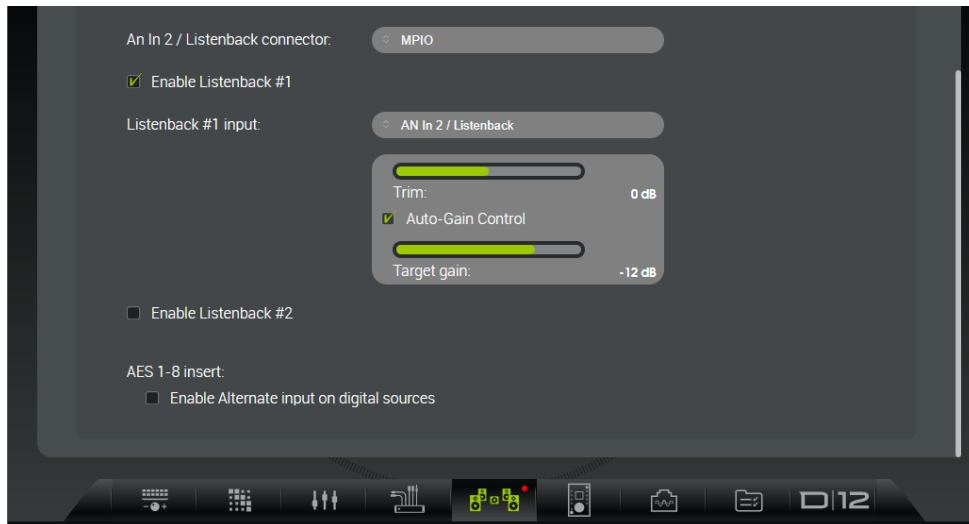 An In 2 / Listenback connector:
MPIO
Enable Listenback #1
Listenback #1 input:
AN In 2 / Listenback
Trim:
0 dB
Auto-Gain Control
Target gain:
-12 dB
Enable Listenback #2
AES 1-8 insert:
Enable Alternate input on digital sources
D|12